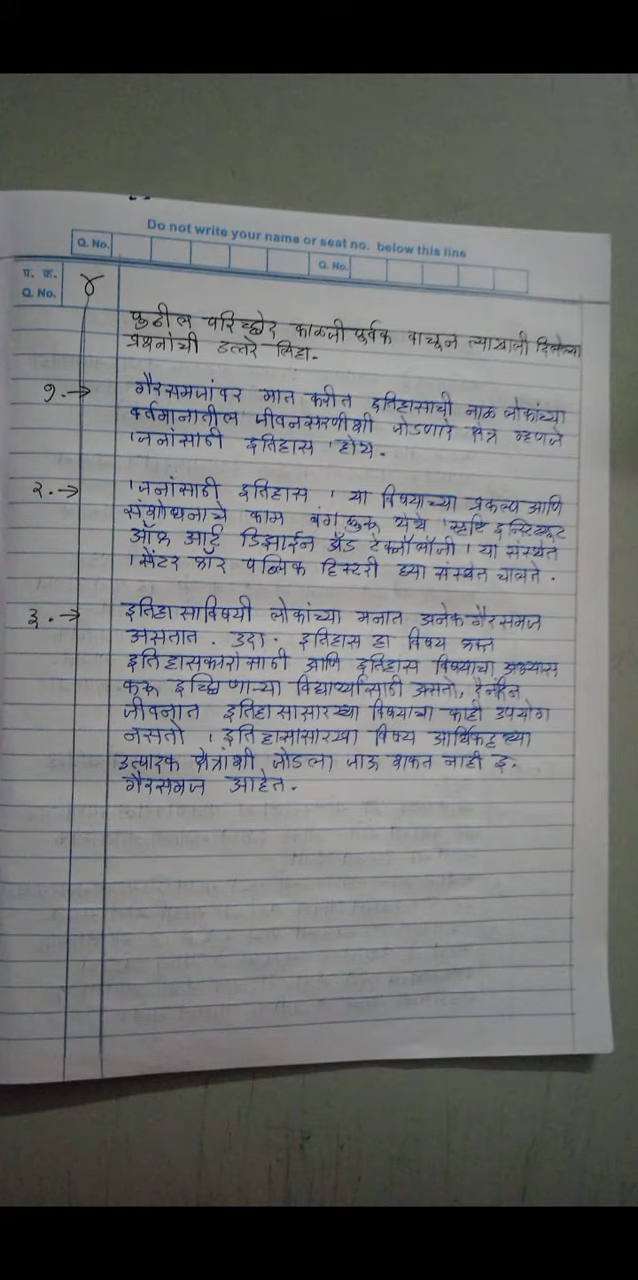 Do not write your name or seat no. below this line
Q. No.
Q. No.
प्र. क्र.
Q. No.
४
पुढील परिच्छेद काळजी पूर्वक वाचून त्याखाली दिलेल्या
प्रश्नांची उत्तरे लिहा.
१.→ गैरसमजांवर मात करीत इतिहासाची नाळ लोकांच्या
वर्तमानातील जीवनसरणीशी जोडणारे क्षेत्र म्हणजे
'जनांसाठी इतिहास' होय.
२.→ 'जनांसाठी इतिहास' या विषयाच्या प्रकल्प आणि
संशोधनाचे काम बंगळुरू येथे 'सृष्टि इन्स्टिट्यूट
ऑफ आर्ट डिझाईन अँड टेक्नॉलॉजी' या संस्थेत
'सेंटर फॉर पब्लिक हिस्टरी ह्या संस्थेत चालते.
३.→ इतिहासाविषयी लोकांच्या मनात अनेक गैरसमज
असतात. उदा. इतिहास हा विषय फक्त
इतिहासकारांसाठी आणि इतिहास विषयाचा अभ्यास
करू इच्छिणाऱ्या विद्यार्थ्यांसाठी असतो, दैनंदिन
जीवनात इतिहासासारख्या विषयाचा काही उपयोग
नसतो, इतिहासासारखा विषय आर्थिकदृष्ट्या
उत्पादक क्षेत्रांशी जोडला जाऊ शकत नाही इ.
गैरसमज आहेत.